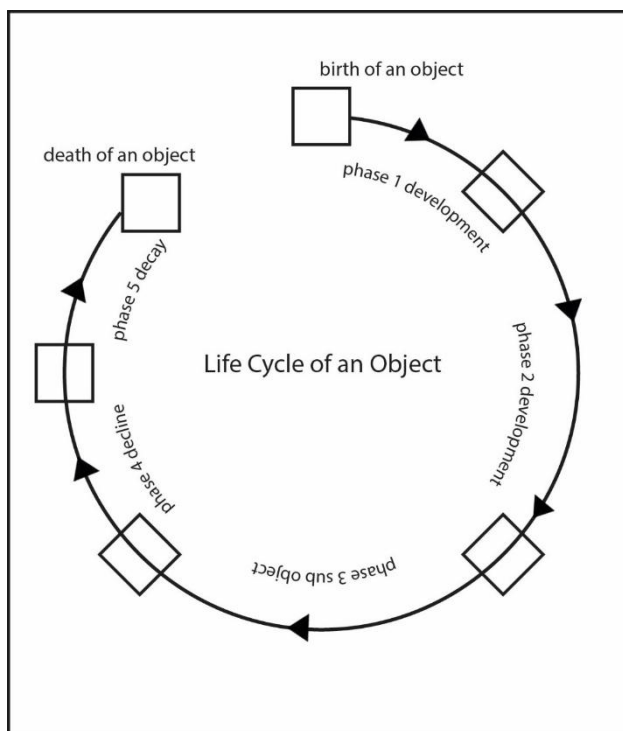 birth of an object
death of an object
phase 1 development
phase 2 development
phase 3 sub object
phase 4 decline
phase 5 decay
Life Cycle of an Object